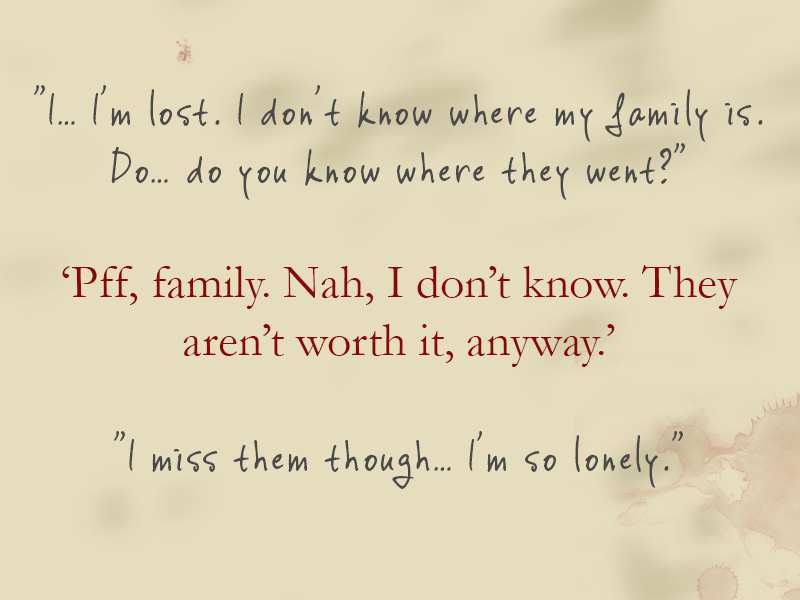 "I... I'm lost. I don't know where my family is.
Do... do you know where they went?"
‘Pff, family. Nah, I don’t know. They
aren’t worth it, anyway.’
"I miss them though... I'm so lonely."